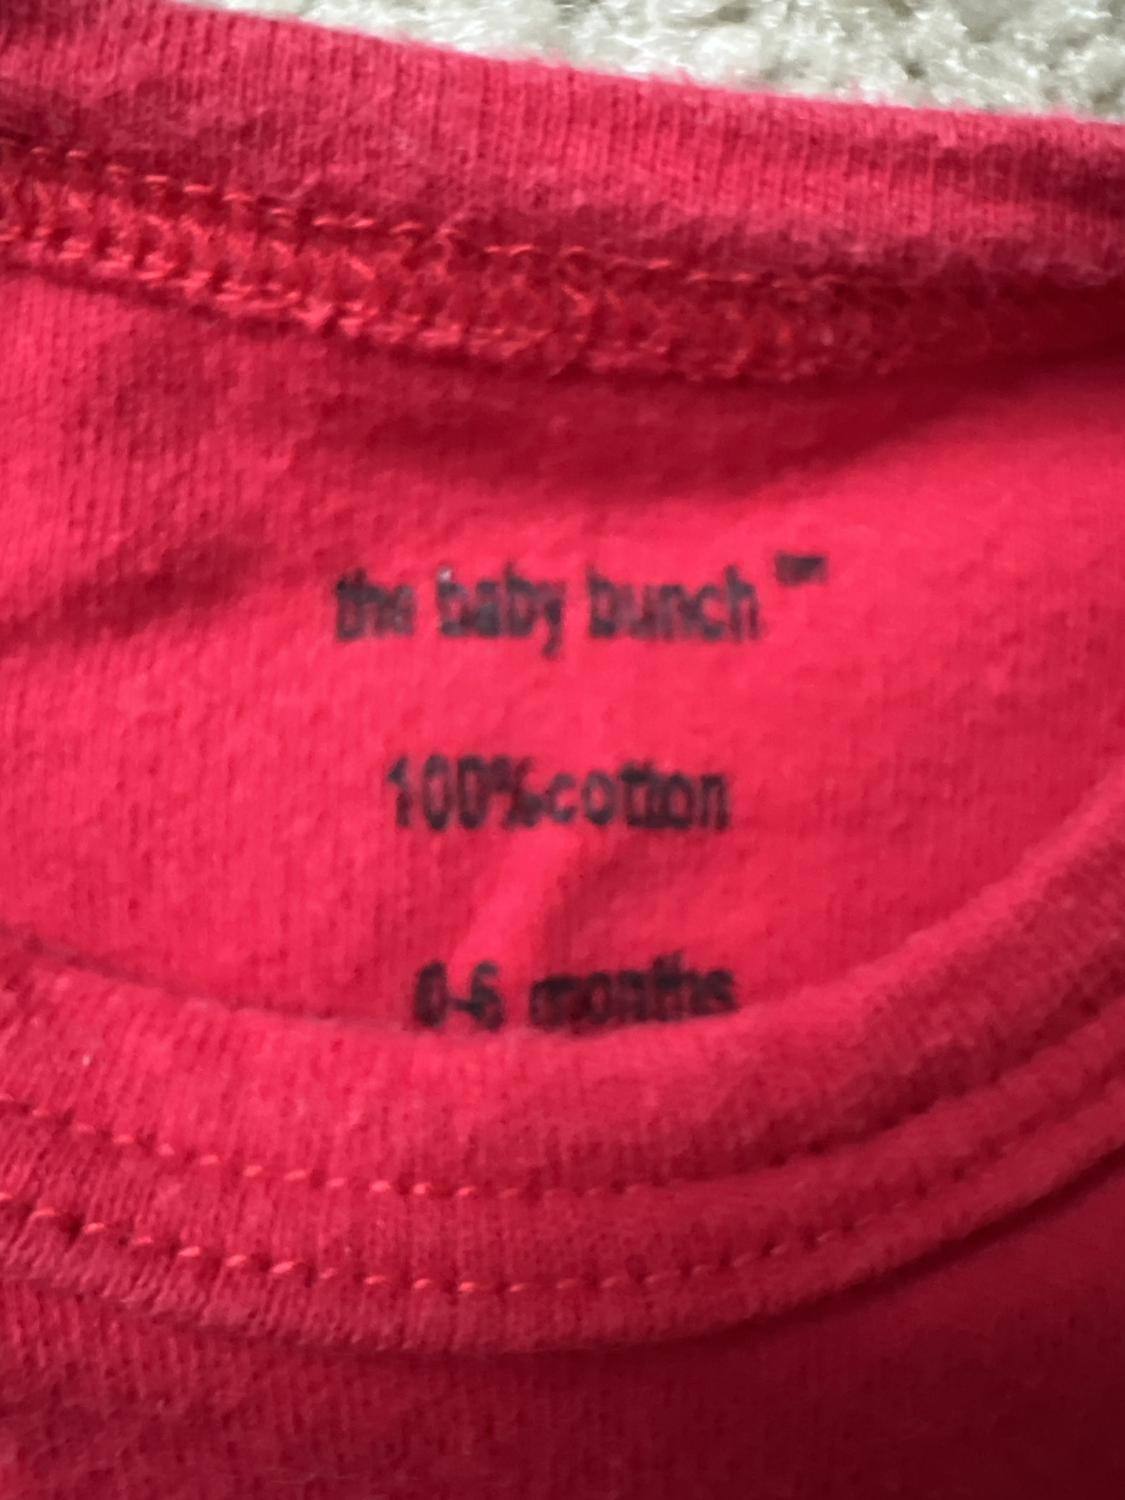 the baby bunch™
100%cotton
0-6 months